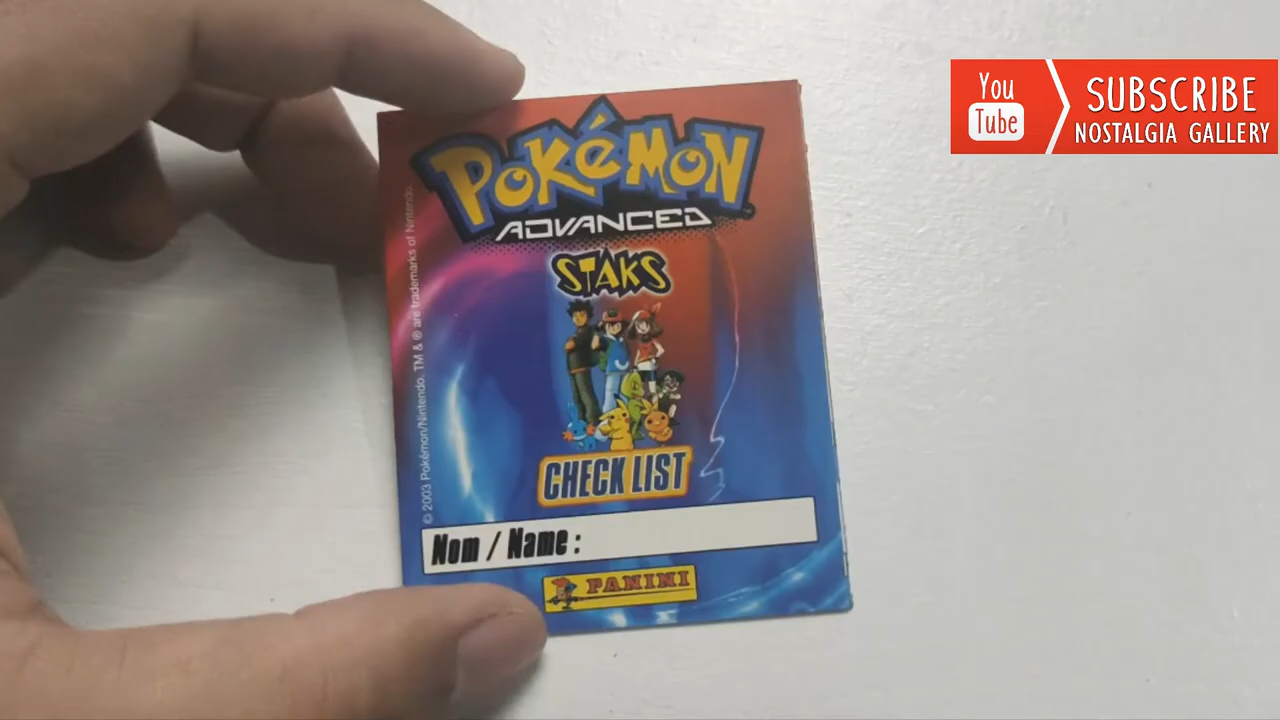 You
Tube
SUBSCRIBE
NOSTALGIA GALLERY
POKéMON
ADVANCED
STAKS
CHECK LIST
Nom / Name :
PANINI
© 2003 Pokémon/Nintendo. TM & ® are trademarks of Nintendo.